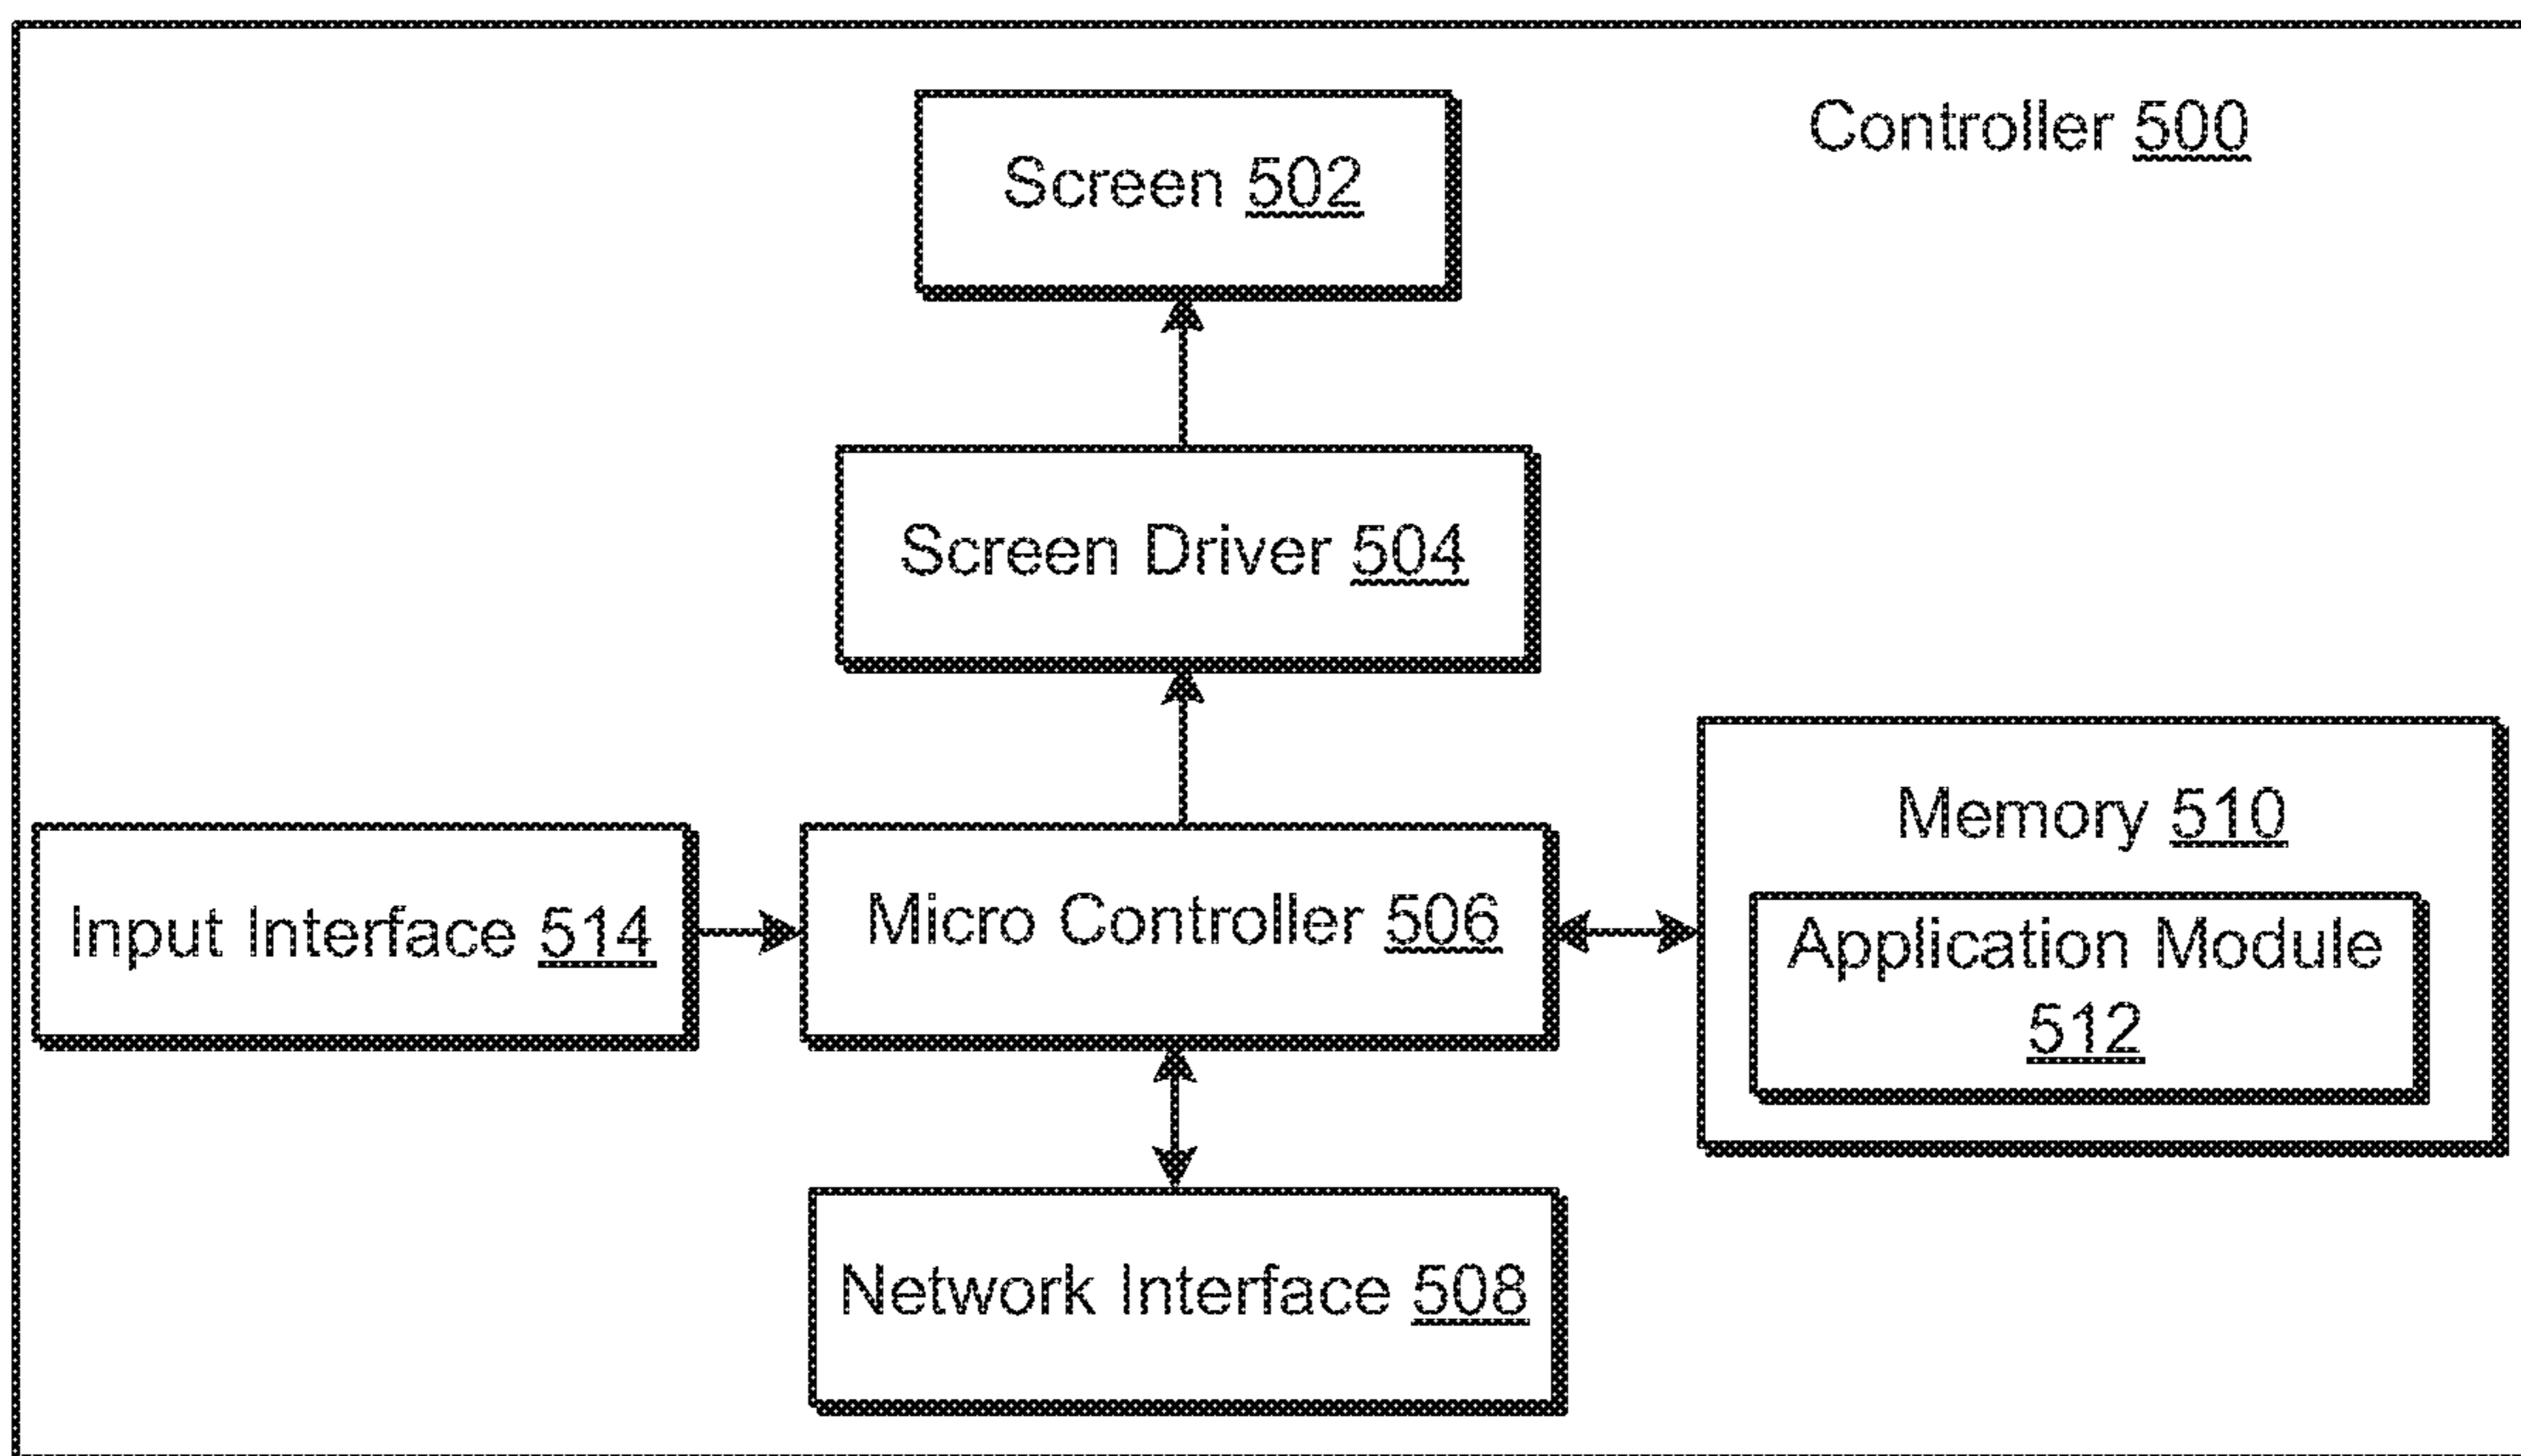 Controller 500
Screen 502
Screen Driver 504
Memory 510
Input Interface 514
Micro Controller 506
Application Module
512
Network Interface 508